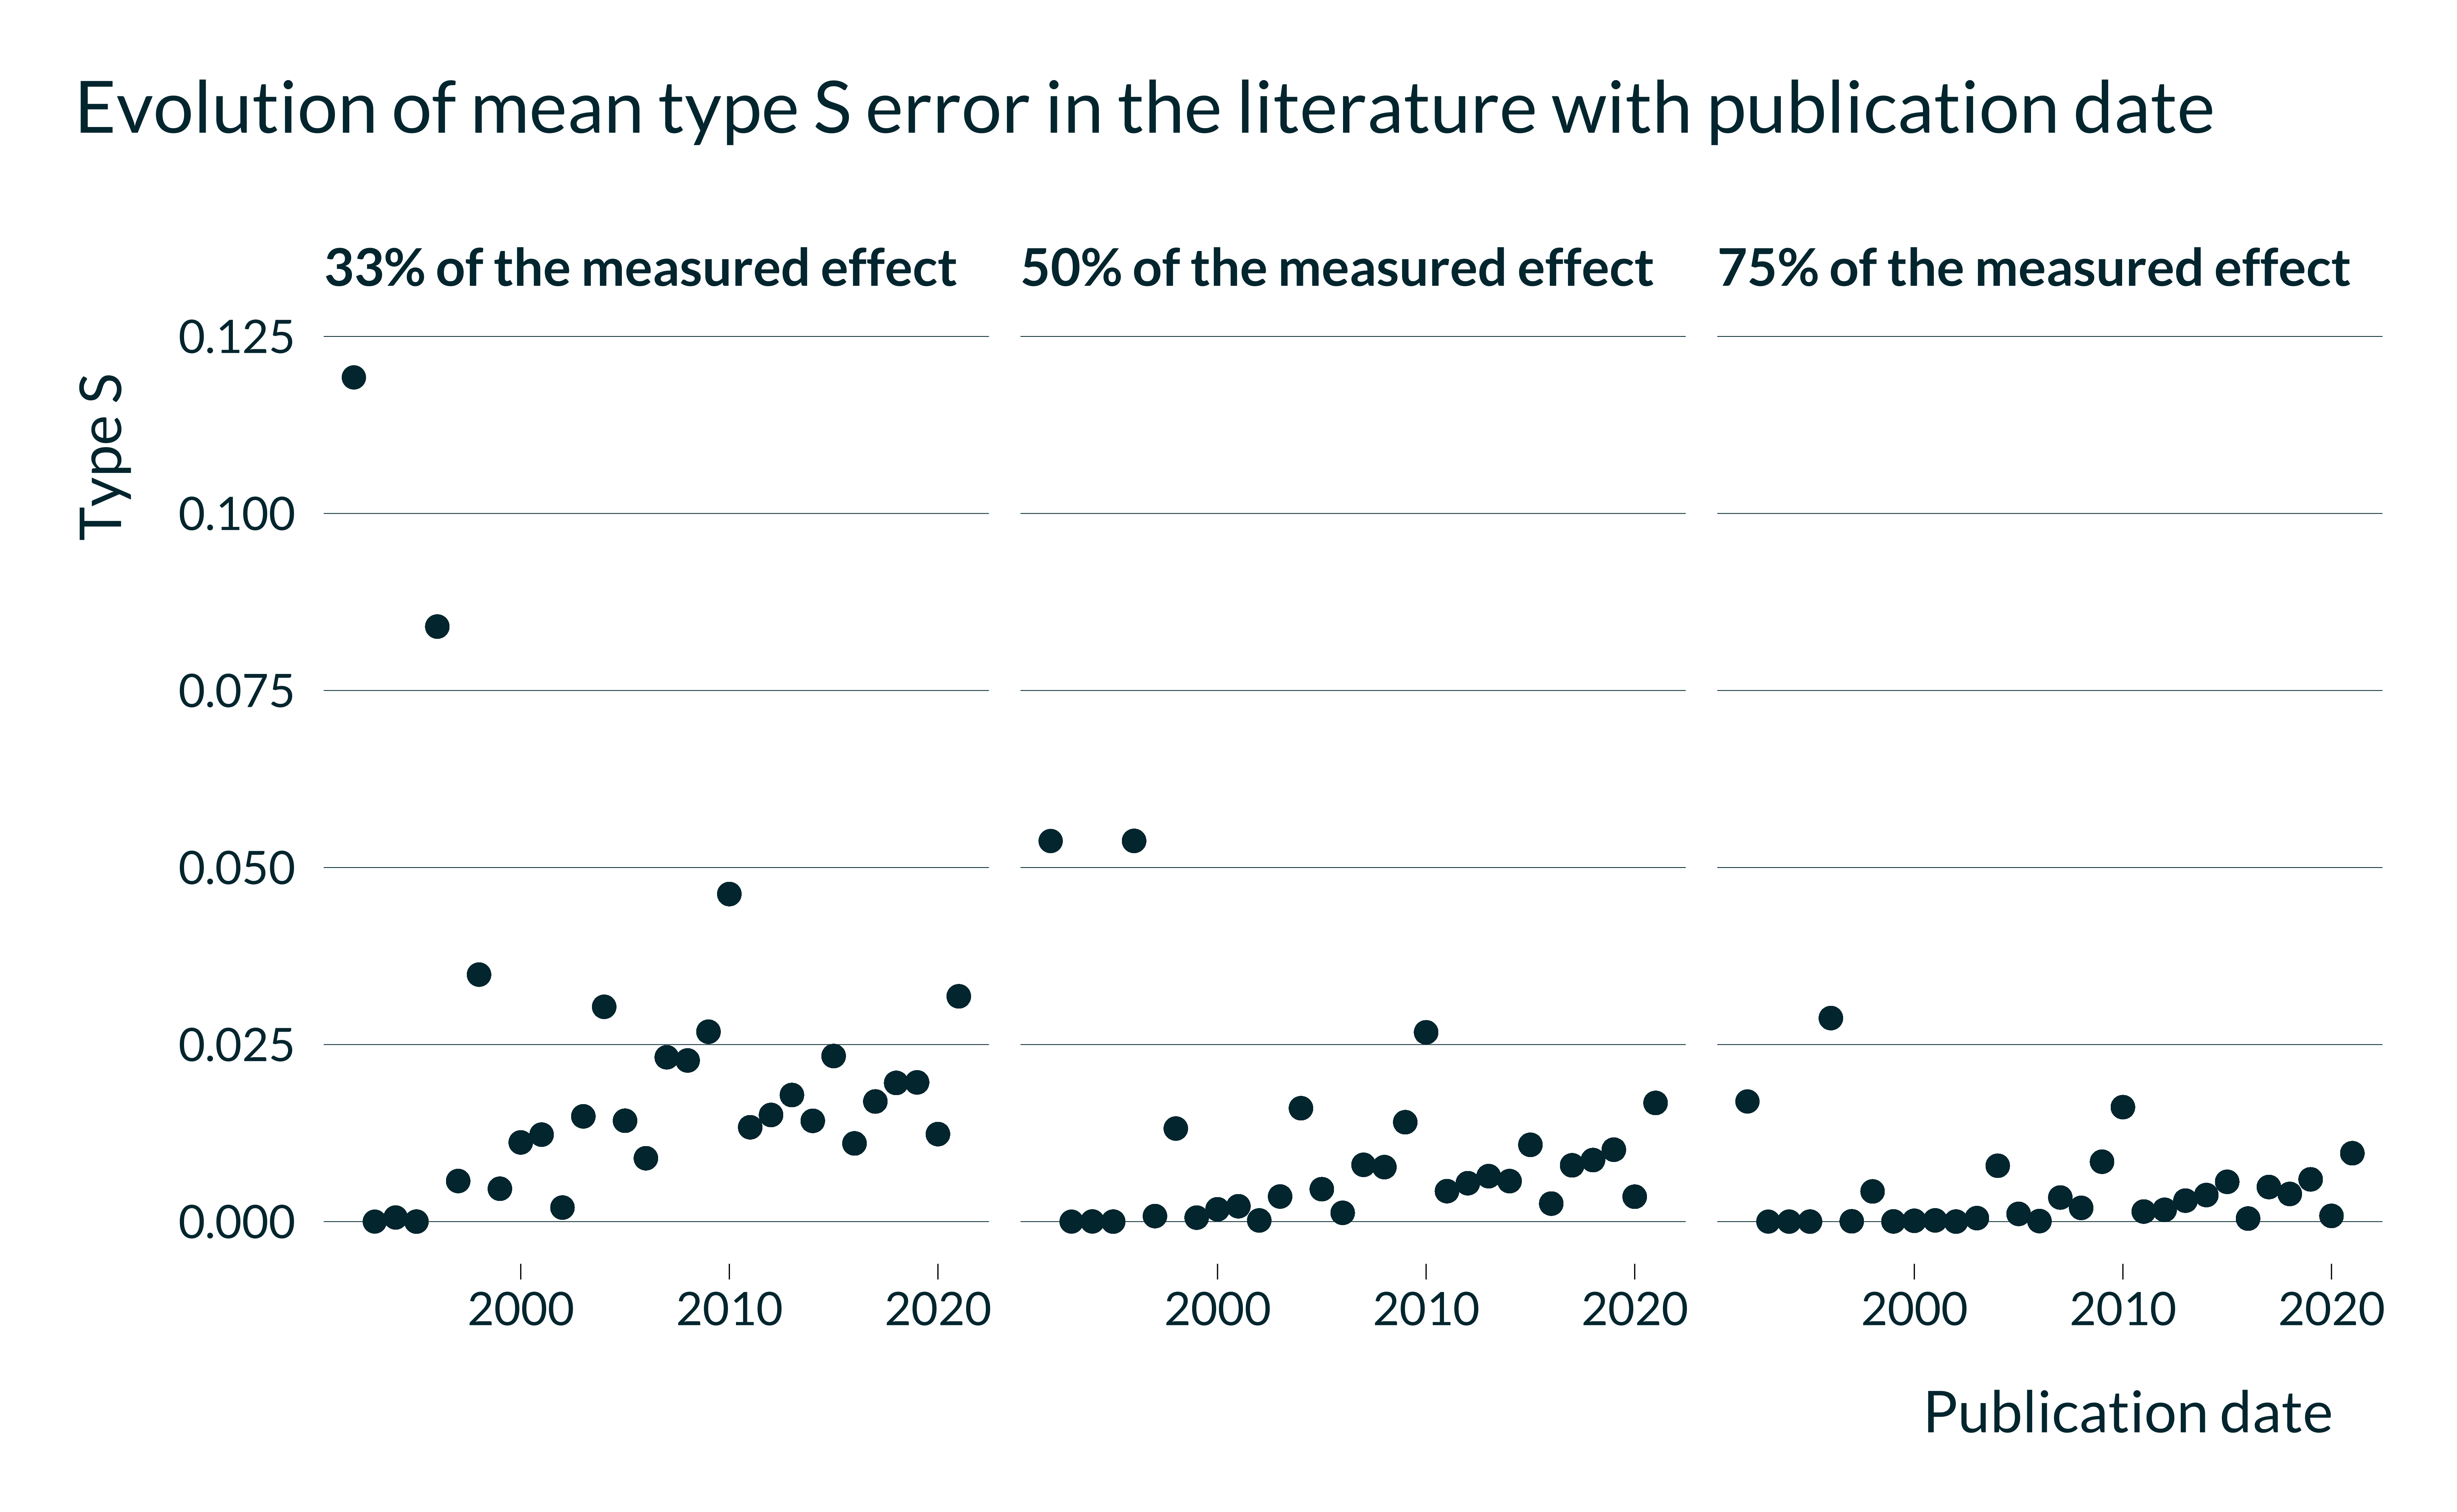 Evolution of mean type S error in the literature with publication date
33% of the measured effect
50% of the measured effect
75% of the measured effect
Type S
0.125
0.100
0.075
0.050
0.025
0.000
2000 2010 2020
2000 2010 2020
2000 2010 2020
Publication date